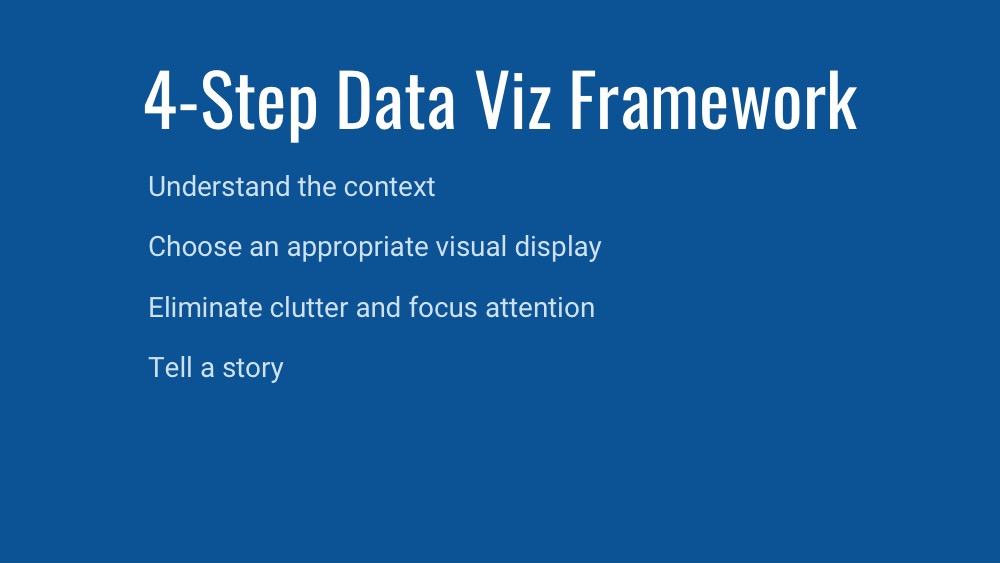 4-Step Data Viz Framework
Understand the context
Choose an appropriate visual display
Eliminate clutter and focus attention
Tell a story